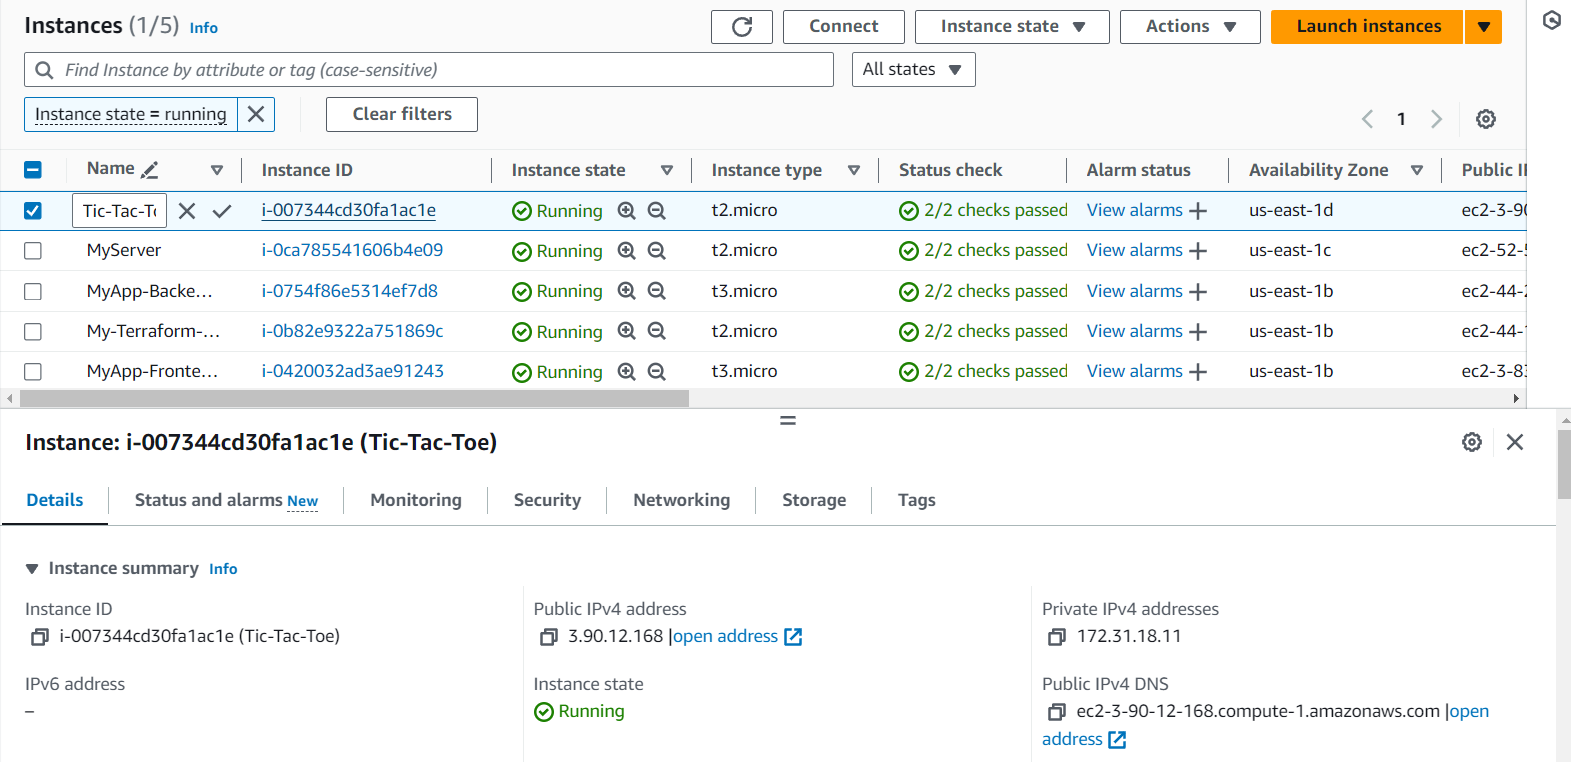 Instances (1/5) Info
Connect
Instance state
Actions
Launch instances
Find Instance by attribute or tag (case-sensitive)
All states
Instance state = running
Clear filters
1
Name Instance ID Instance state Instance type Status check Alarm status Availability Zone Public
Tic-Tac-To i-007344cd30fa1ac1e Running t2.micro 2/2 checks passed View alarms us-east-1d ec2-3-90
MyServer i-0ca785541606b4e09 Running t2.micro 2/2 checks passed View alarms us-east-1c ec2-52-5
MyApp-Backe... i-0754f86e5314ef7d8 Running t3.micro 2/2 checks passed View alarms us-east-1b ec2-44-2
My-Terraform-... i-0b82e9322a751869c Running t2.micro 2/2 checks passed View alarms us-east-1b ec2-44-1
MyApp-Fronte... i-0420032ad3ae91243 Running t3.micro 2/2 checks passed View alarms us-east-1b ec2-3-83
Instance: i-007344cd30fa1ac1e (Tic-Tac-Toe)
Details Status and alarms New Monitoring Security Networking Storage Tags
Instance summary Info
Instance ID
i-007344cd30fa1ac1e (Tic-Tac-Toe)
Public IPv4 address
3.90.12.168 |open address
Private IPv4 addresses
172.31.18.11
IPv6 address
–
Instance state
Running
Public IPv4 DNS
ec2-3-90-12-168.compute-1.amazonaws.com |open
address